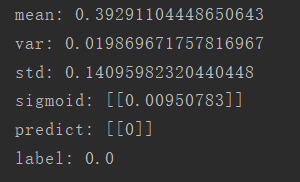 mean: 0.39291104448650643
var: 0.019869671757816967
std: 0.14095982320440448
sigmoid: [[0.00950783]]
predict: [[0]]
label: 0.0